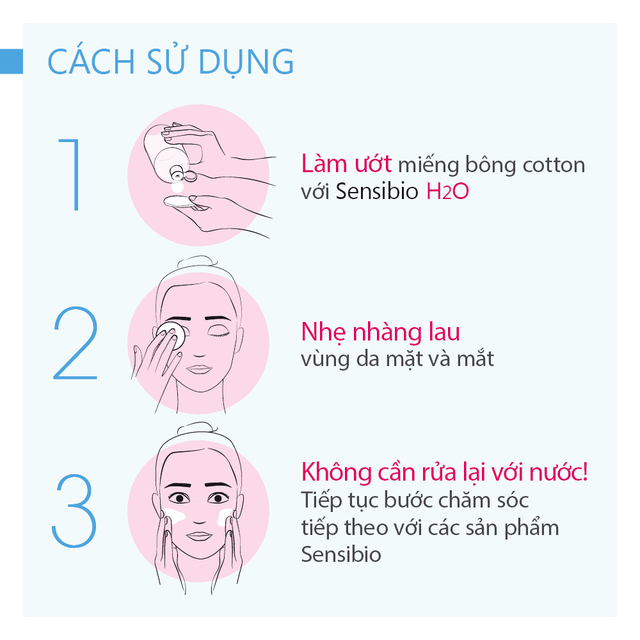 CÁCH SỬ DỤNG
1
Làm ướt miếng bông cotton
với Sensibio H2O
2
Nhẹ nhàng lau
vùng da mặt và mắt
3
Không cần rửa lại với nước!
Tiếp tục bước chăm sóc
tiếp theo với các sản phẩm
Sensibio